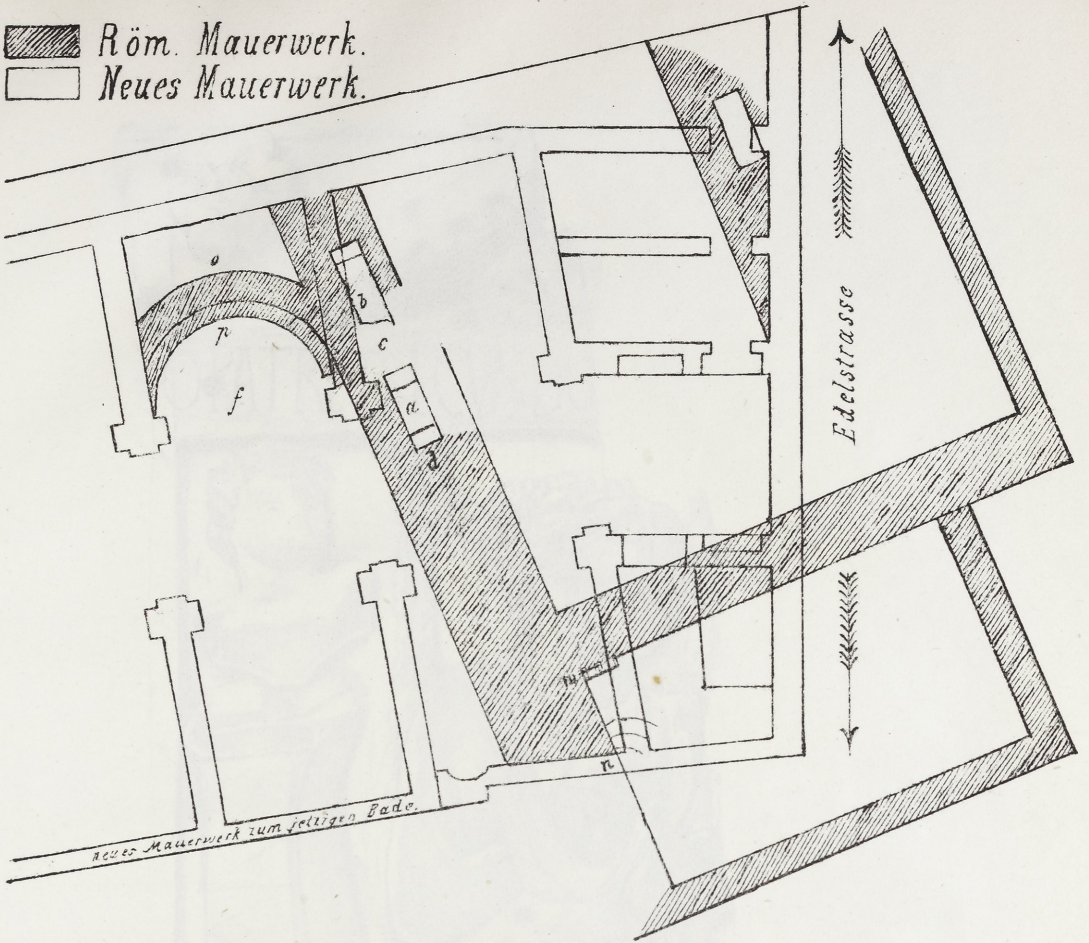 Röm. Mauerwerk.
Neues Mauerwerk.
o
p
f
b
c
a
d
Edelstrasse
m
n
neues Mauerwerk zum jetzigen Bade.